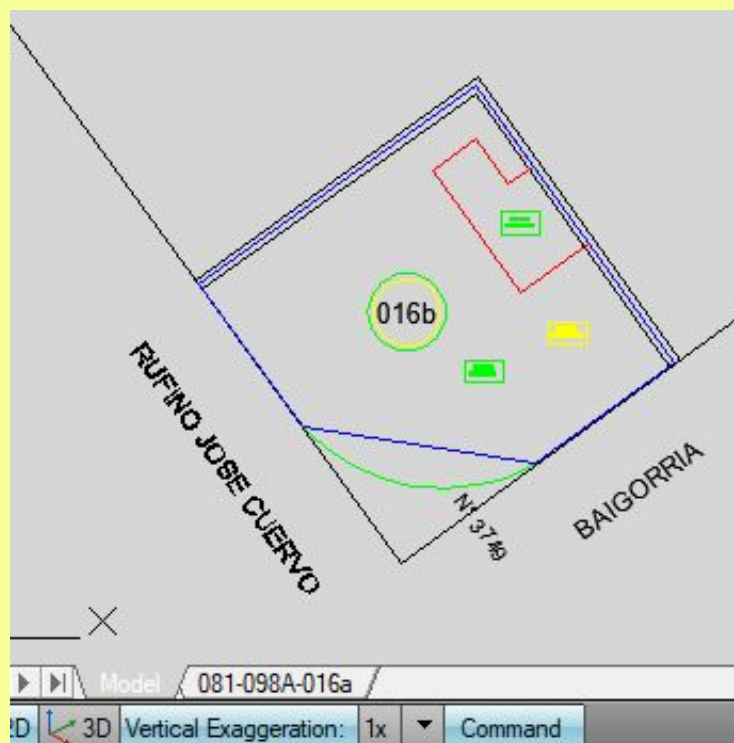 016b
RUFINO JOSE CUERVO
BAIGORRIA
Model
081-098A-016a
2D
3D
Vertical Exaggeration:
1x
Command